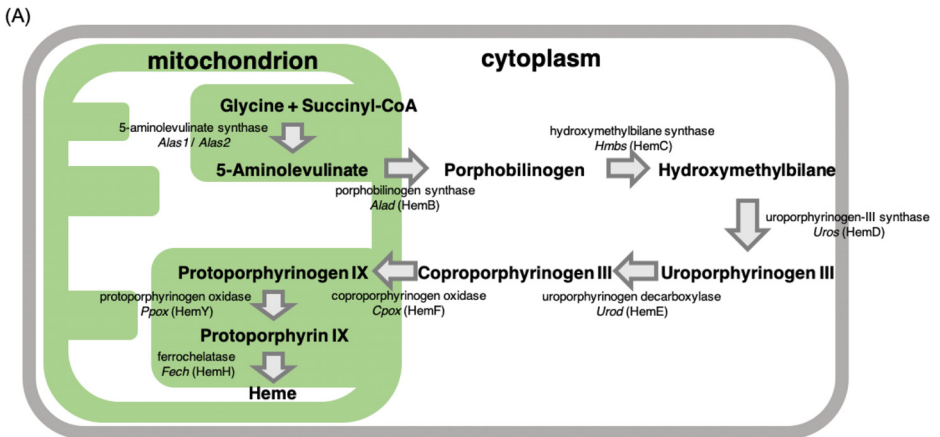 (A)
mitochondrion
cytoplasm
Glycine + Succinyl-CoA
5-aminolevulinate synthase
Alas1 / Alas2
5-Aminolevulinate
porphobilinogen synthase
Alad (HemB)
Porphobilinogen
hydroxymethylbilane synthase
Hmbs (HemC)
Hydroxymethylbilane
uroporphyrinogen-III synthase
Uros (HemD)
Uroporphyrinogen III
uroporphyrinogen decarboxylase
Urod (HemE)
Coproporphyrinogen III
coproporphyrinogen oxidase
Cpox (HemF)
Protoporphyrinogen IX
protoporphyrinogen oxidase
Ppox (HemY)
Protoporphyrin IX
ferrochelatase
Fech (HemH)
Heme